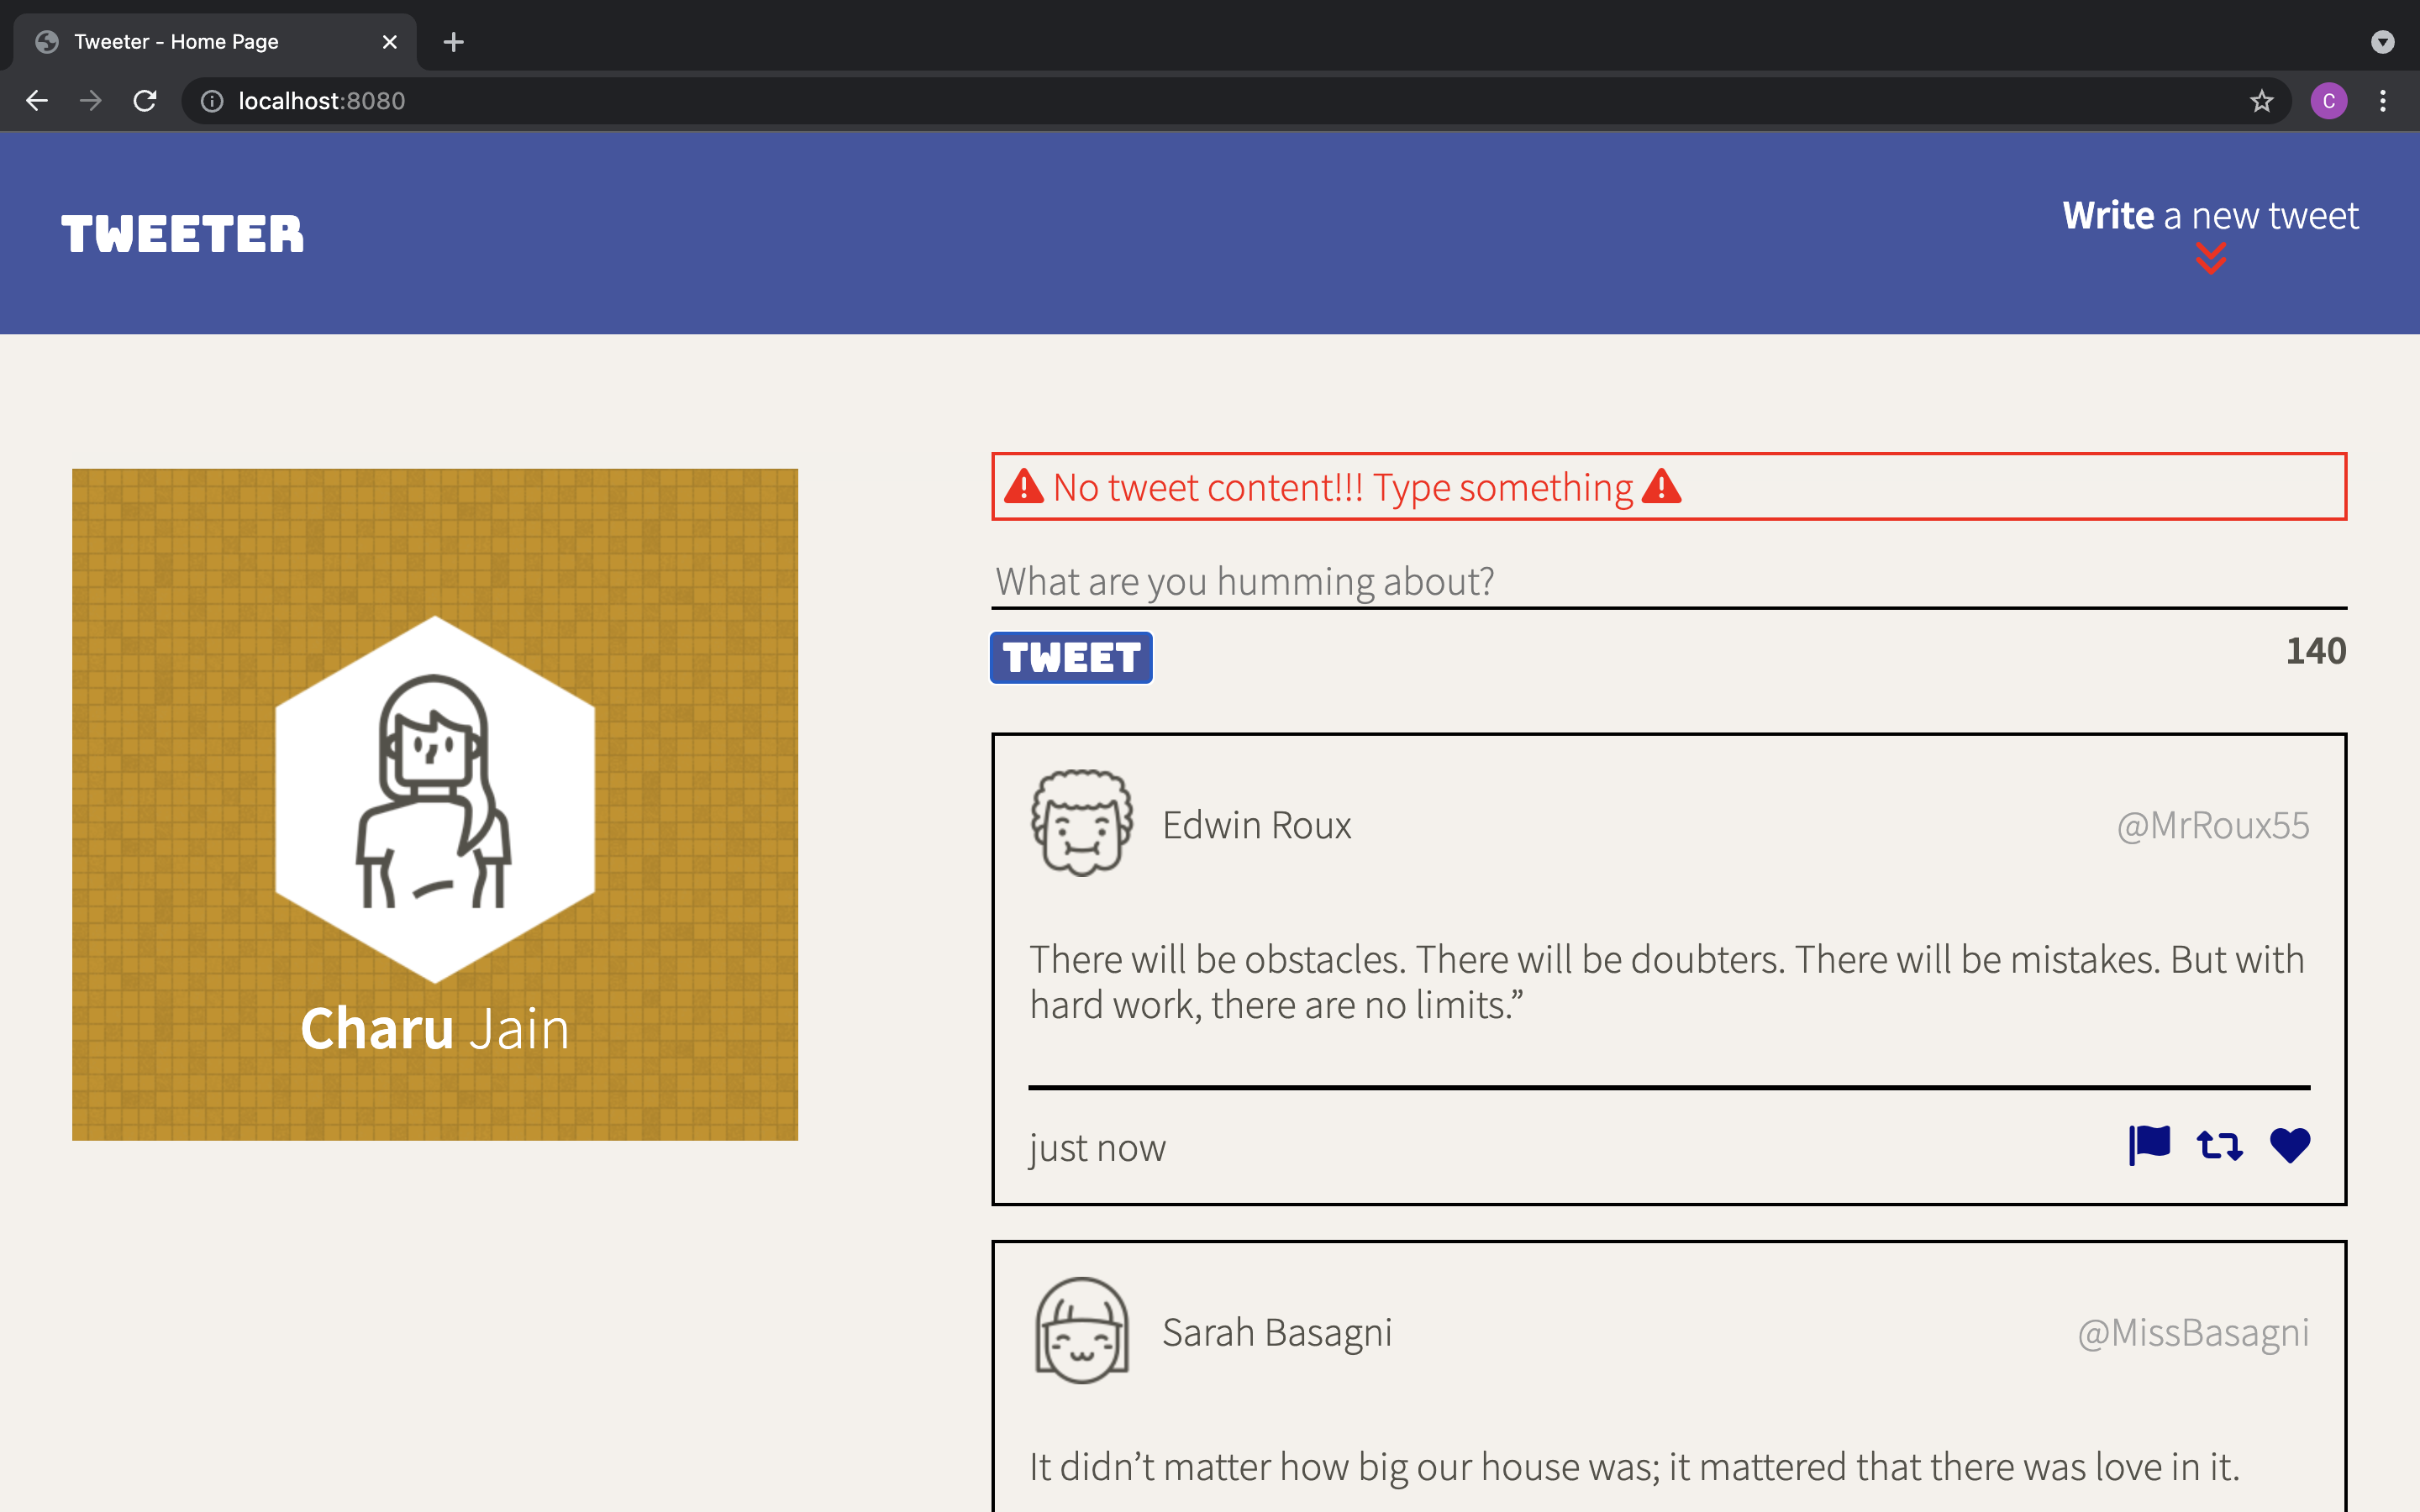 Tweeter - Home Page
localhost:8080
C
TWEETER
Write a new tweet
No tweet content!!! Type something
What are you humming about?
TWEET
140
Charu Jain
Edwin Roux
@MrRoux55
There will be obstacles. There will be doubters. There will be mistakes. But with
hard work, there are no limits.”
just now
Sarah Basagni
@MissBasagni
It didn’t matter how big our house was; it mattered that there was love in it.